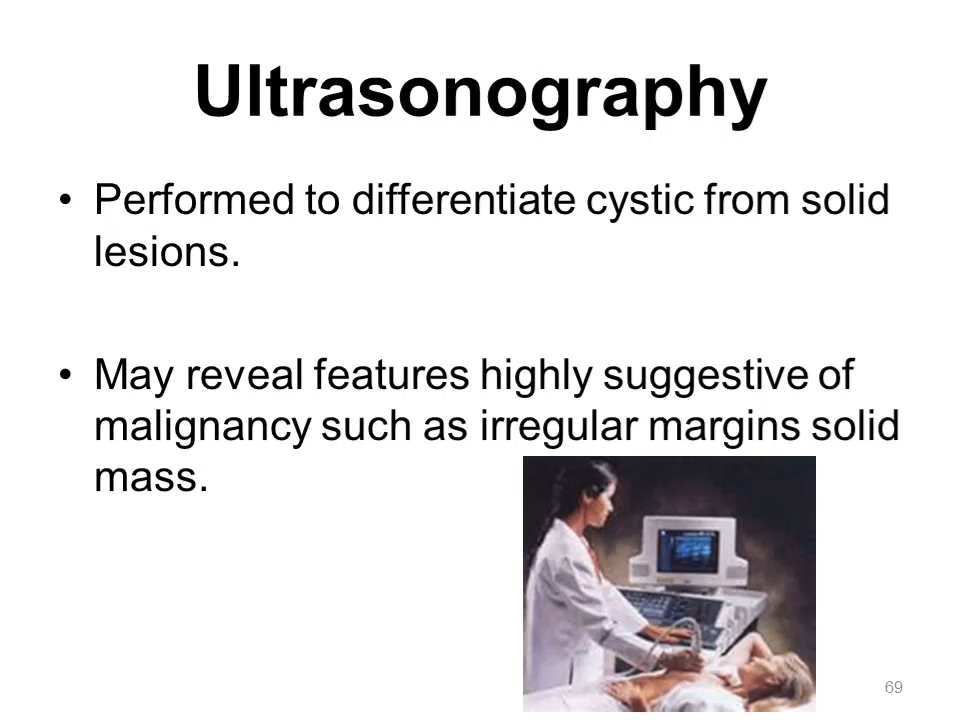 Ultrasonography
• Performed to differentiate cystic from solid
lesions.
• May reveal features highly suggestive of
malignancy such as irregular margins solid
mass.
69